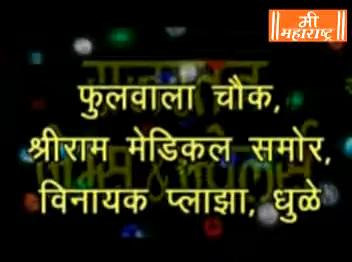 ॥ मी ॥
महाराष्ट्र
फुलवाला चौक,
श्रीराम मेडिकल समोर,
विनायक प्लाझा, धुळे